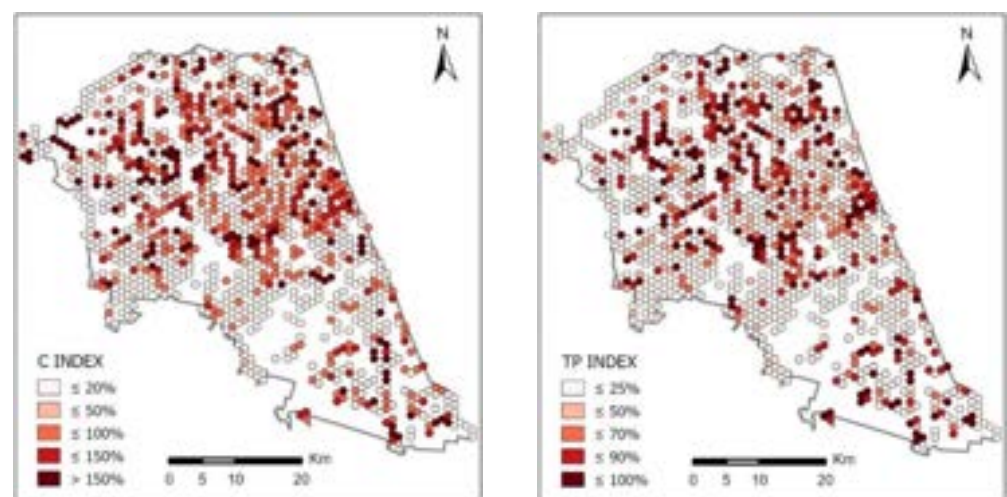 N
C INDEX
≤ 20%
≤ 50%
≤ 100%
≤ 150%
> 150%
Km
0 5 10 20
N
TP INDEX
≤ 25%
≤ 50%
≤ 70%
≤ 90%
≤ 100%
Km
0 5 10 20